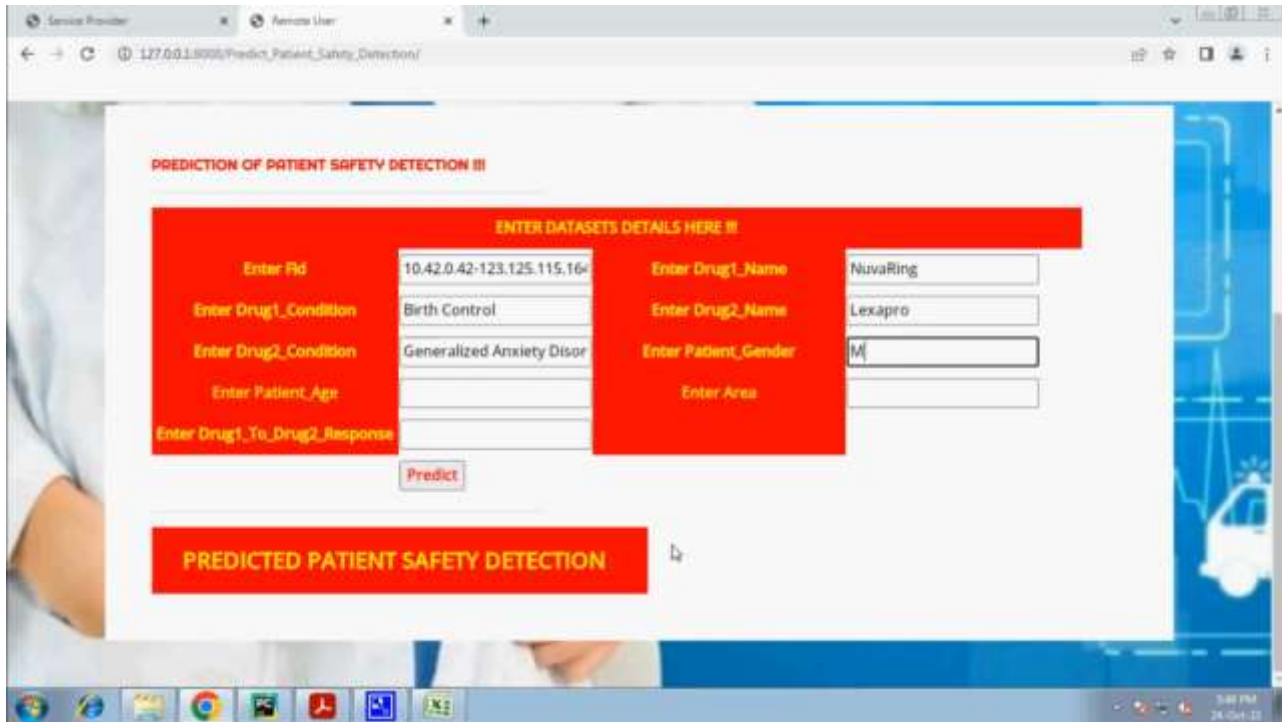 Service Provider
Remote User
127.0.0.1:8000/Predict_Patient_Safety_Detection/
PREDICTION OF PATIENT SAFETY DETECTION !!!
ENTER DATASETS DETAILS HERE !!!
Enter Fid 10.42.0.42-123.125.115.164 Enter Drug1_Name NuvaRing
Enter Drug1_Condition Birth Control Enter Drug2_Name Lexapro
Enter Drug2_Condition Generalized Anxiety Disor Enter Patient_Gender M
Enter Patient_Age Enter Area
Enter Drug1_To_Drug2_Response
Predict
PREDICTED PATIENT SAFETY DETECTION
5:48 PM